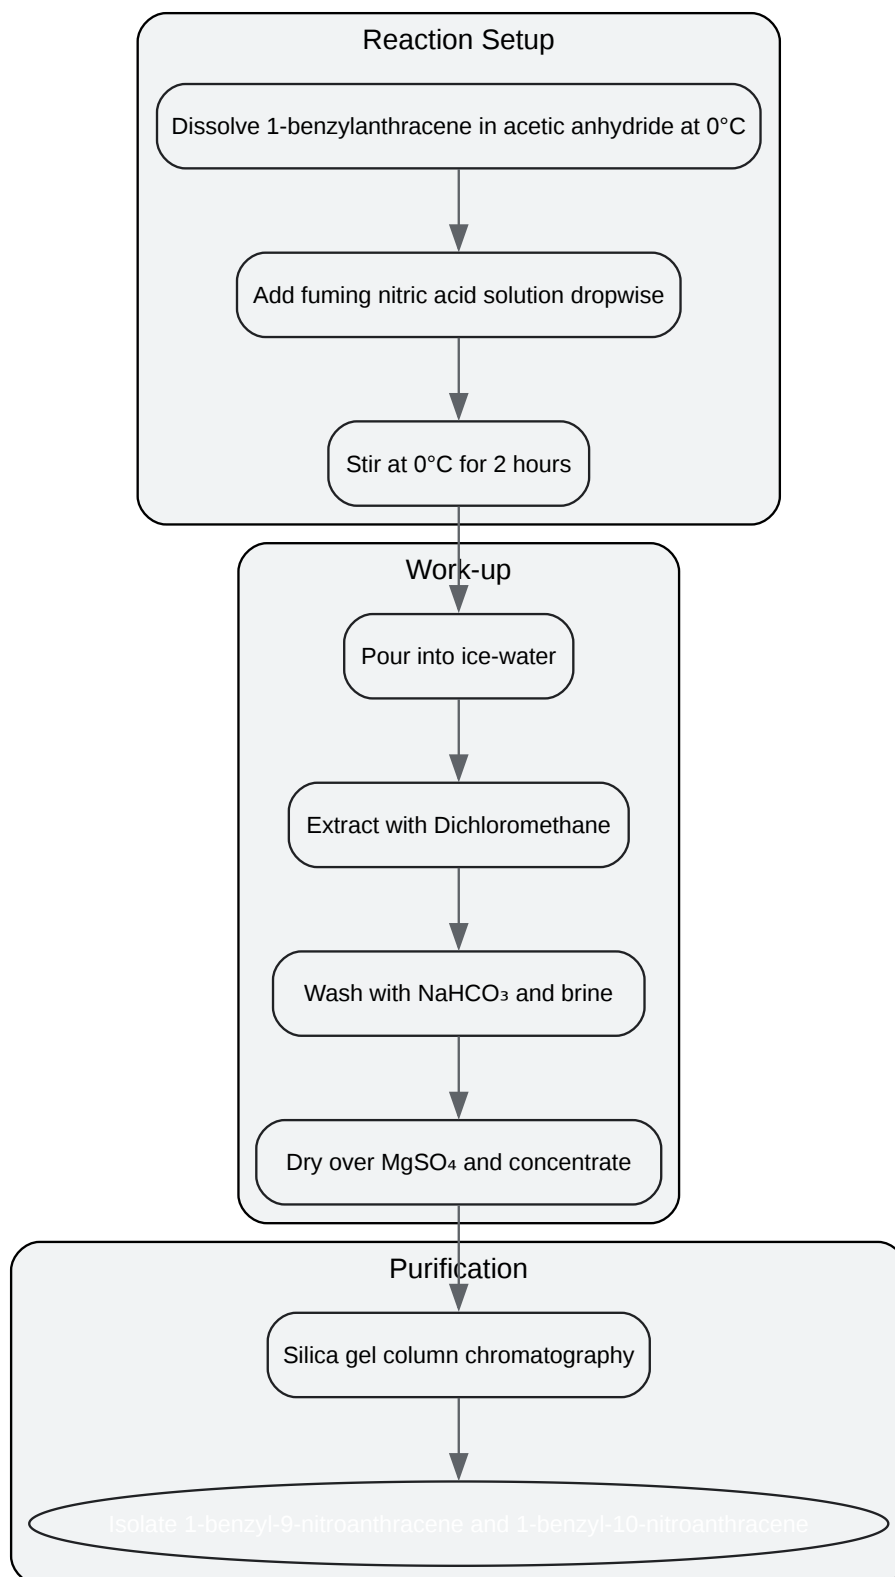 Reaction Setup
Dissolve 1-benzylanthracene in acetic anhydride at 0°C
Add fuming nitric acid solution dropwise
Stir at 0°C for 2 hours
Work-up
Pour into ice-water
Extract with Dichloromethane
Wash with NaHCO₃ and brine
Dry over MgSO₄ and concentrate
Purification
Silica gel column chromatography
Isolate 1-benzyl-9-nitroanthracene and 1-benzyl-10-nitroanthracene